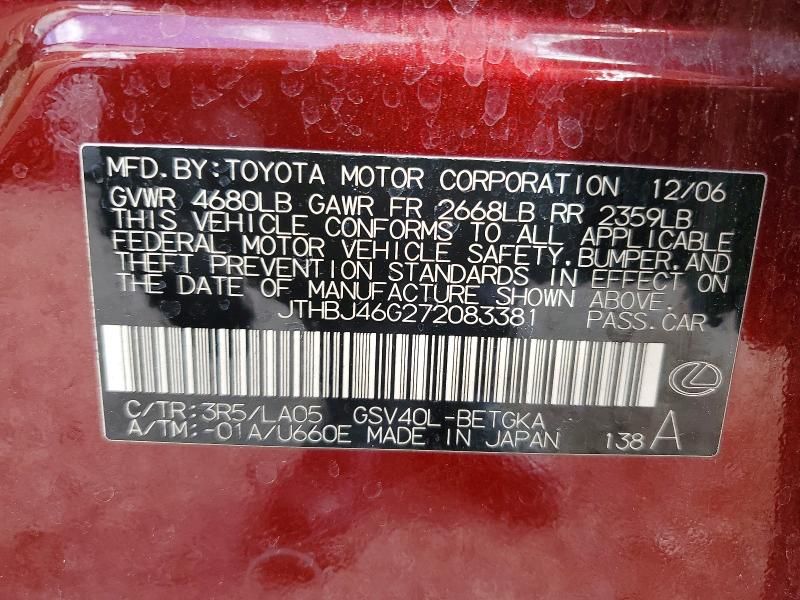 MFD. BY: TOYOTA MOTOR CORPORATION 12/06
GVWR 4680LB GAWR FR 2668LB RR 2359LB
THIS VEHICLE CONFORMS TO ALL APPLICABLE
FEDERAL MOTOR VEHICLE SAFETY, BUMPER, AND
THEFT PREVENTION STANDARDS IN EFFECT ON
THE DATE OF MANUFACTURE SHOWN ABOVE.
JTHBJ46G272083381 PASS. CAR
C/TR: 3R5/LA05 GSV40L-BETGKA
A/TM: -01A/U660E MADE IN JAPAN 138 A